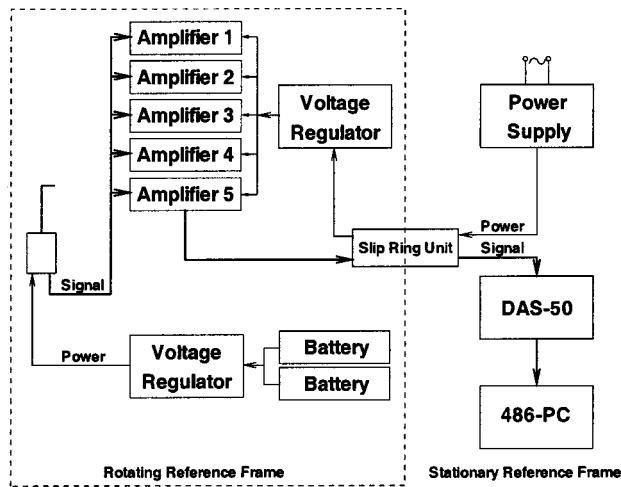 Amplifier 1
Amplifier 2
Amplifier 3
Amplifier 4
Amplifier 5
Voltage
Regulator
Power
Supply
Power
Slip Ring Unit
Signal
Signal
DAS-50
Power
Voltage
Regulator
Battery
Battery
486-PC
Rotating Reference Frame
Stationary Reference Frame